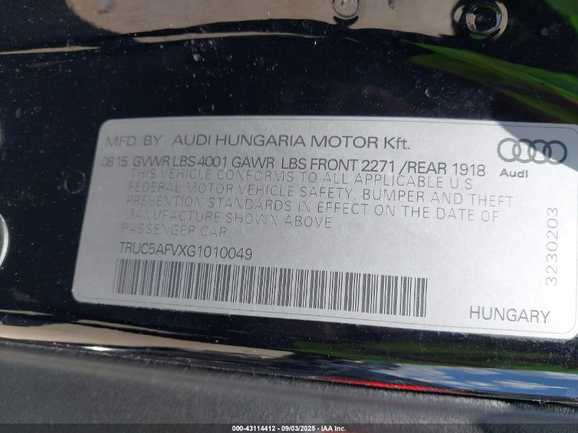 MFD. BY AUDI HUNGARIA MOTOR Kft.
0815 GVWR LBS 4001 GAWR LBS FRONT 2271 /REAR 1918
THIS VEHICLE CONFORMS TO ALL APPLICABLE U.S
FEDERAL MOTOR VEHICLE SAFETY, BUMPER AND THEFT
PREVENTION STANDARDS IN EFFECT ON THE DATE OF
MANUFACTURE SHOWN ABOVE.
PASSENGER CAR
TRUC5AFVXG1010049
Audi
3230203
HUNGARY
000-43114412 - 09/03/2025 - IAA Inc.